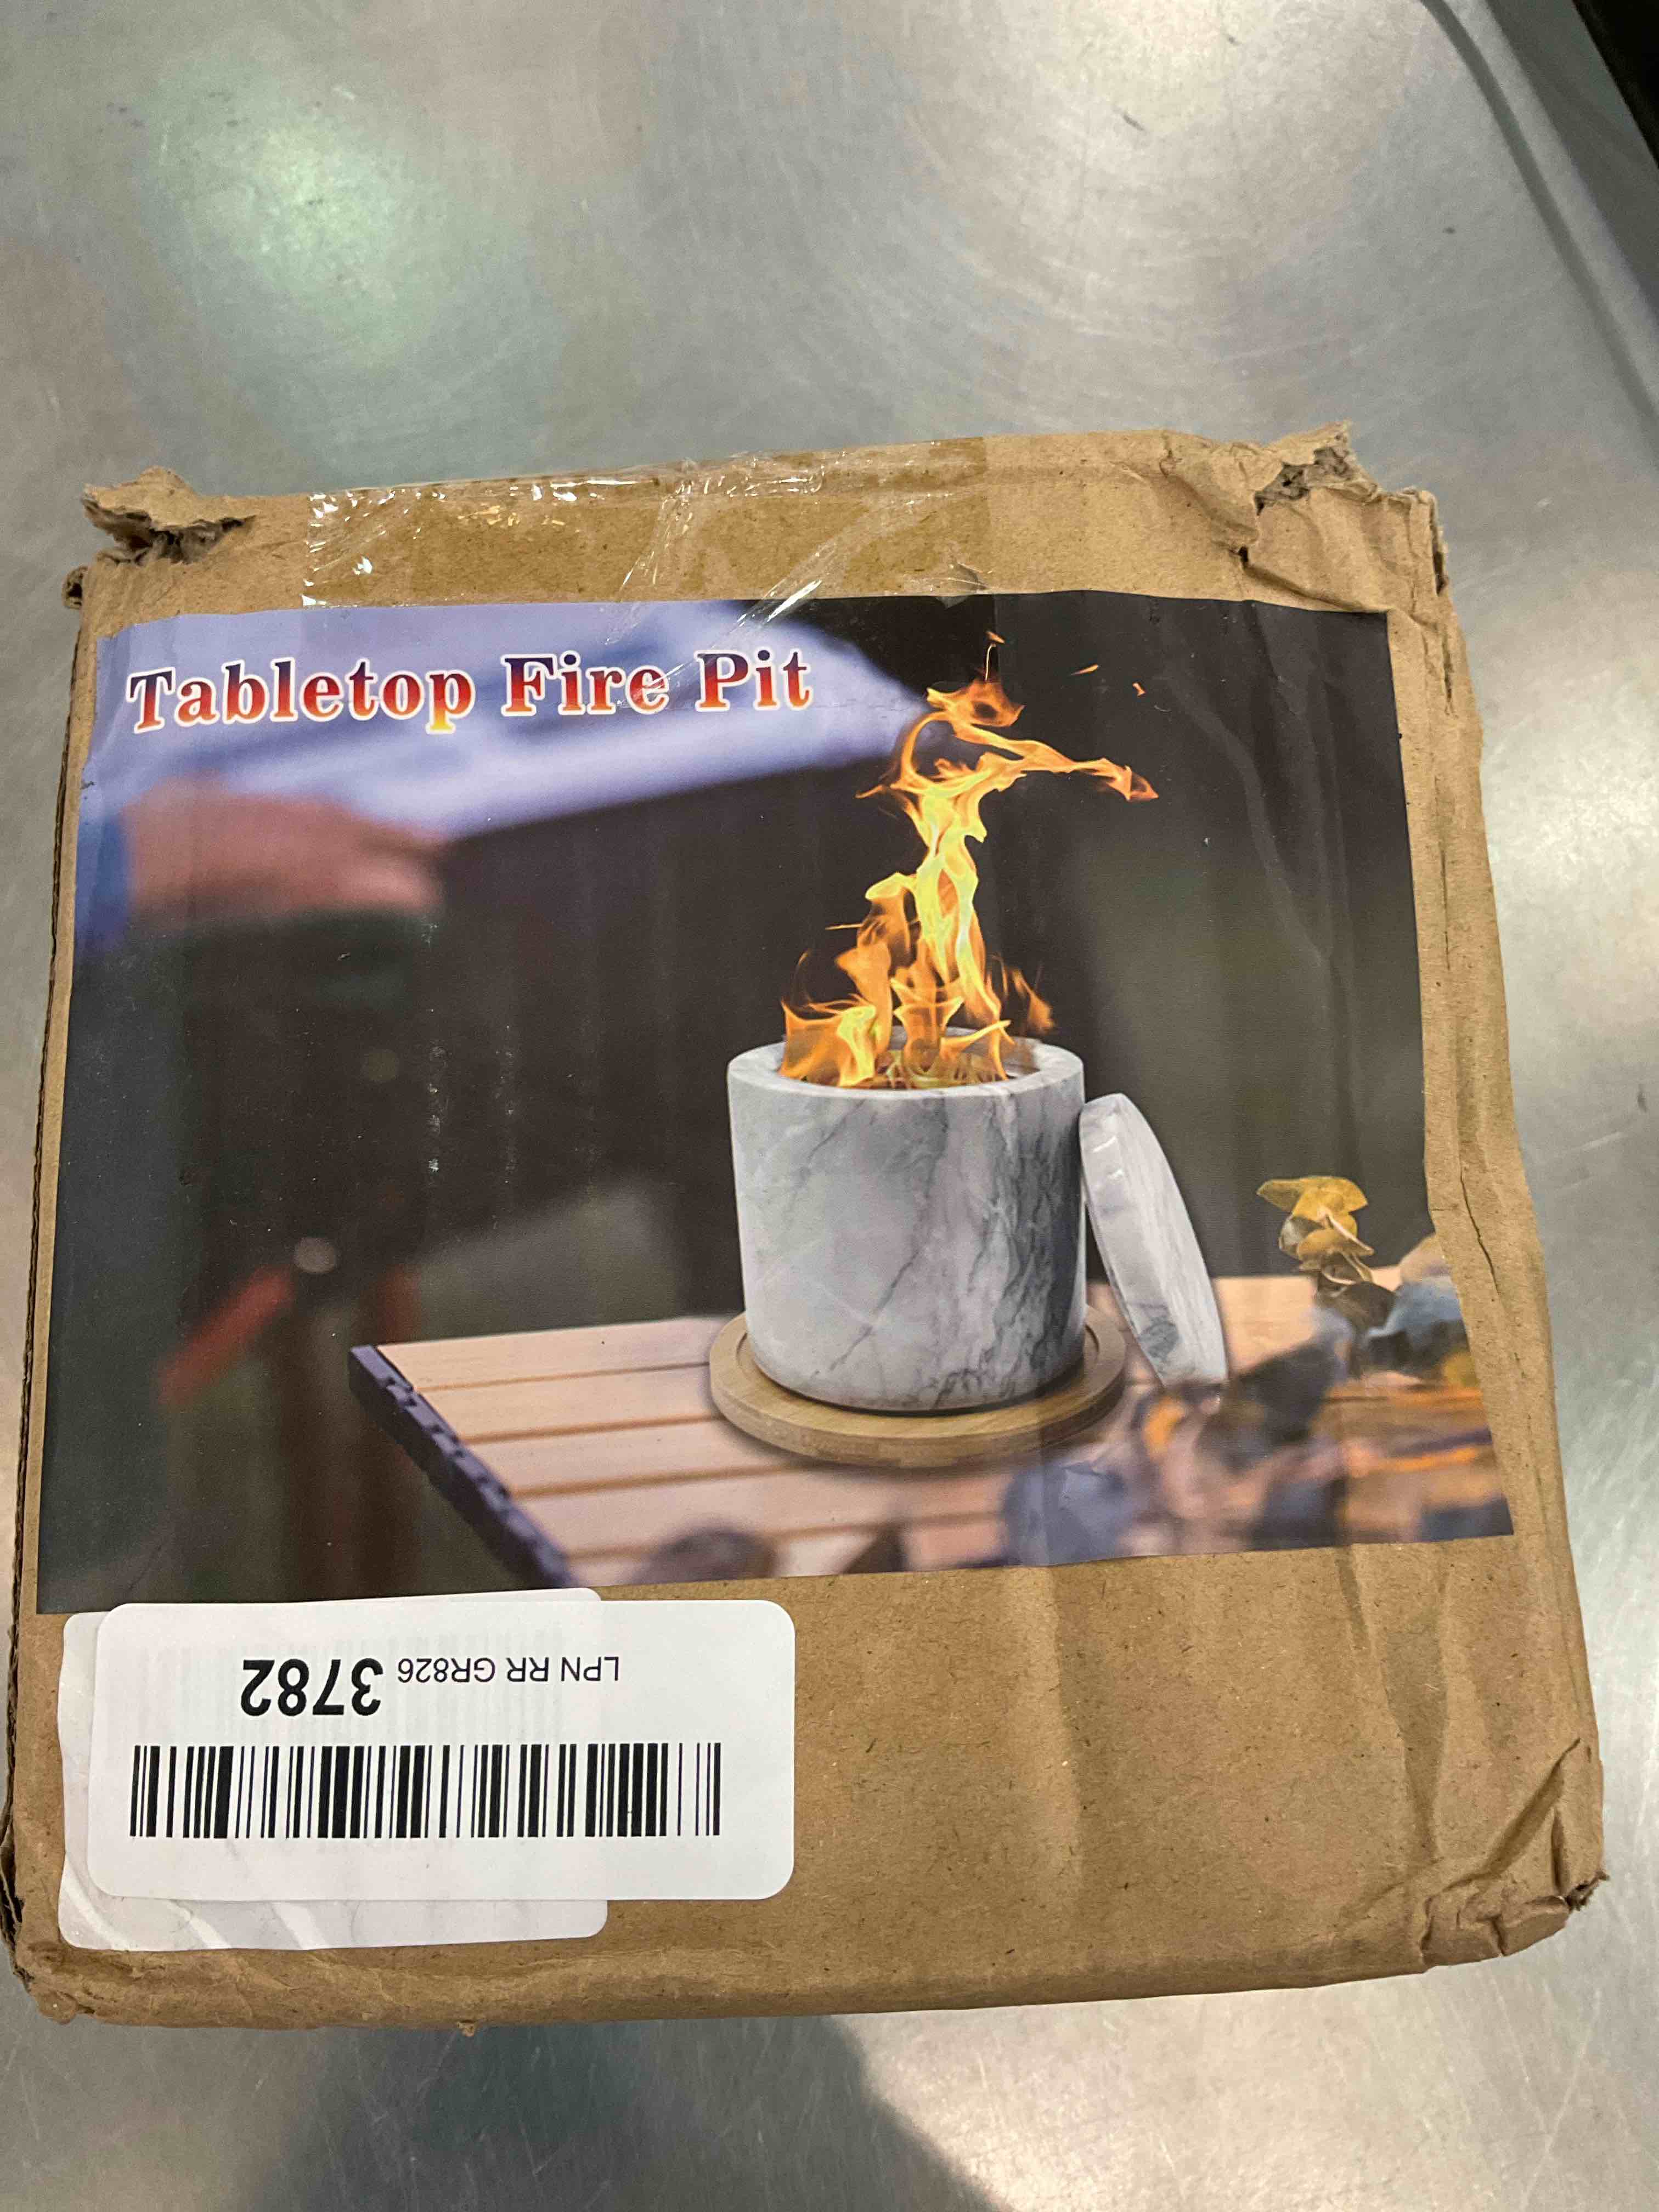 Tabletop Fire Pit
LPN RR GR826 3782